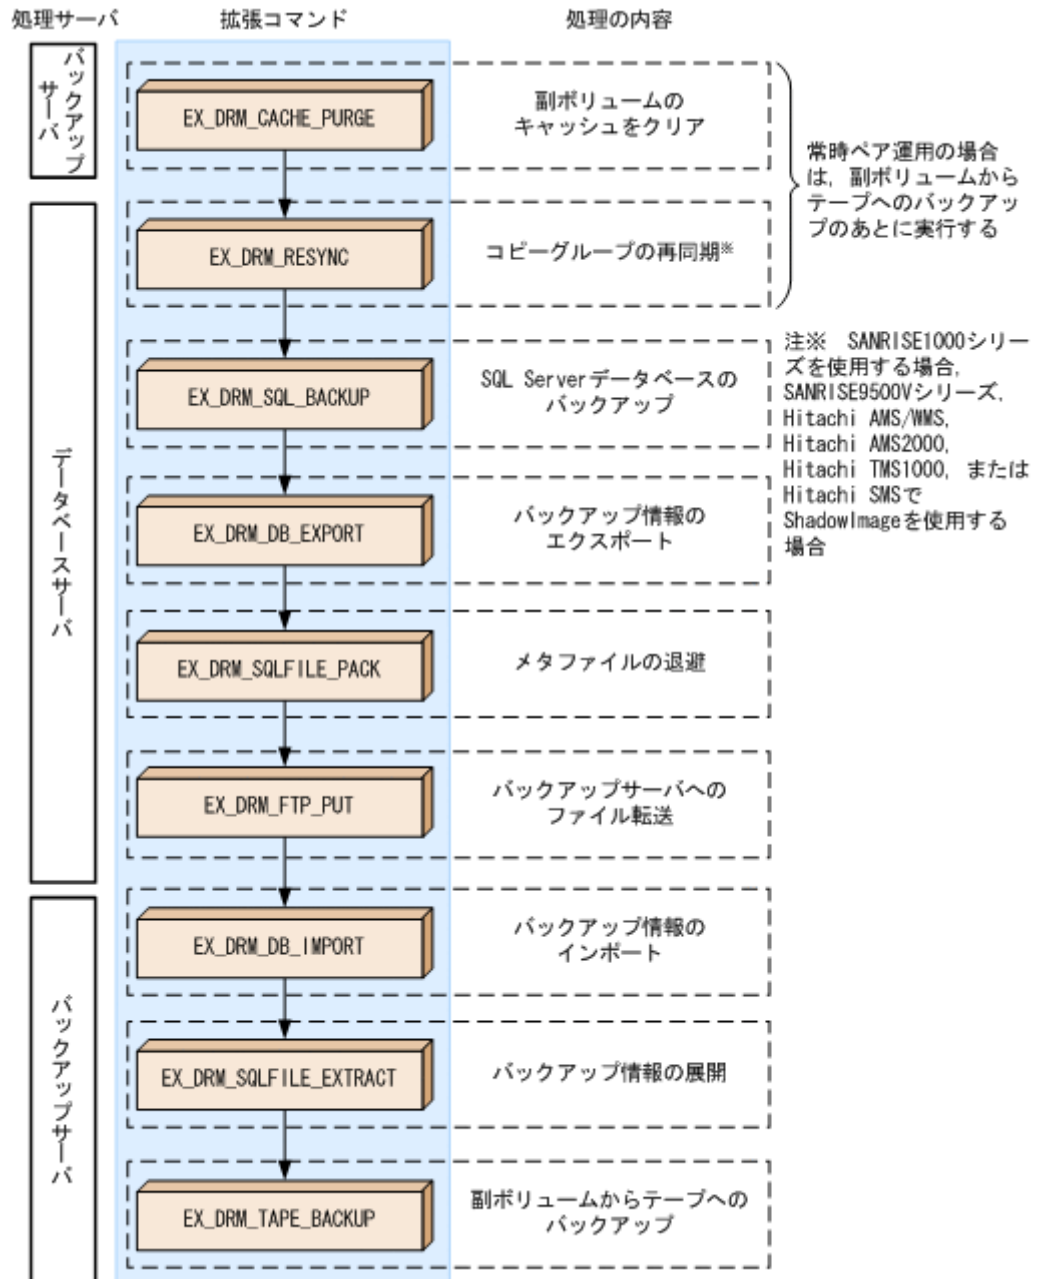 処理サーバ
拡張コマンド
処理の内容
バックアップ
サーバ
EX_DRM_CACHE_PURGE
副ボリュームの
キャッシュをクリア
常時ペア運用の場合
は，副ボリュームから
テープへのバックアッ
プのあとに実行する
データベースサーバ
EX_DRM_RESYNC
コピーグループの再同期※
注※　SANRISE1000シリー
ズを使用する場合，
SANRISE9500Vシリーズ，
Hitachi AMS/WMS，
Hitachi AMS2000，
Hitachi TMS1000，または
Hitachi SMSで
ShadowImageを使用する
場合
EX_DRM_SQL_BACKUP
SQL Serverデータベースの
バックアップ
EX_DRM_DB_EXPORT
バックアップ情報の
エクスポート
EX_DRM_SQLFILE_PACK
メタファイルの退避
EX_DRM_FTP_PUT
バックアップサーバへの
ファイル転送
バックアップサーバ
EX_DRM_DB_IMPORT
バックアップ情報の
インポート
EX_DRM_SQLFILE_EXTRACT
バックアップ情報の展開
EX_DRM_TAPE_BACKUP
副ボリュームからテープへの
バックアップ